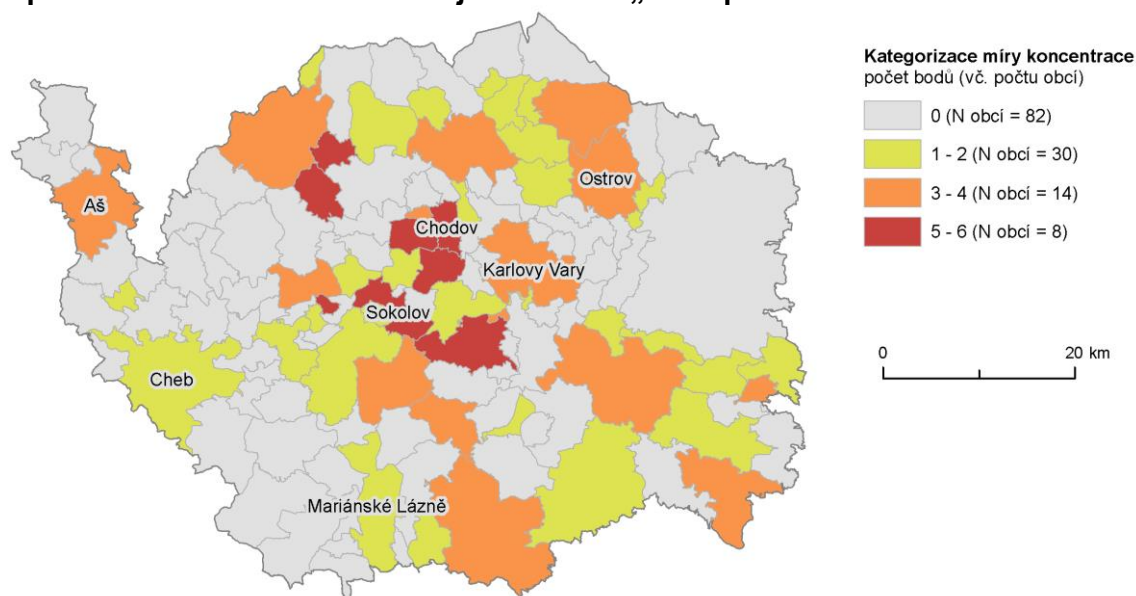 Kategorizace míry koncentrace
počet bodů (vč. počtu obcí)
0 (N obcí = 82)
1 - 2 (N obcí = 30)
3 - 4 (N obcí = 14)
5 - 6 (N obcí = 8)
0 20 km
Ostrov
Aš
Chodov
Karlovy Vary
Sokolov
Cheb
Mariánské Lázně